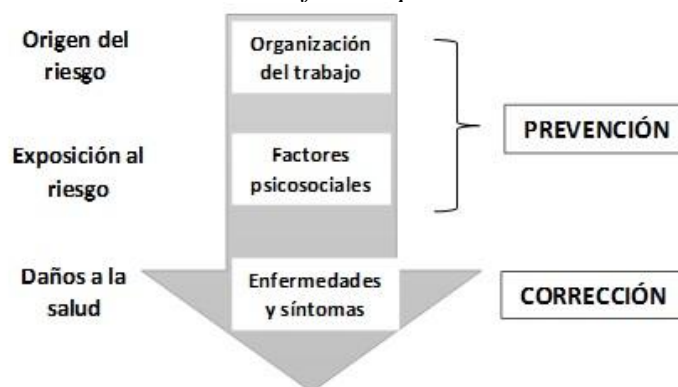 Origen del
riesgo
Organización
del trabajo
PREVENCIÓN
Exposición al
riesgo
Factores
psicosociales
Daños a la
salud
Enfermedades
y síntomas
CORRECCIÓN